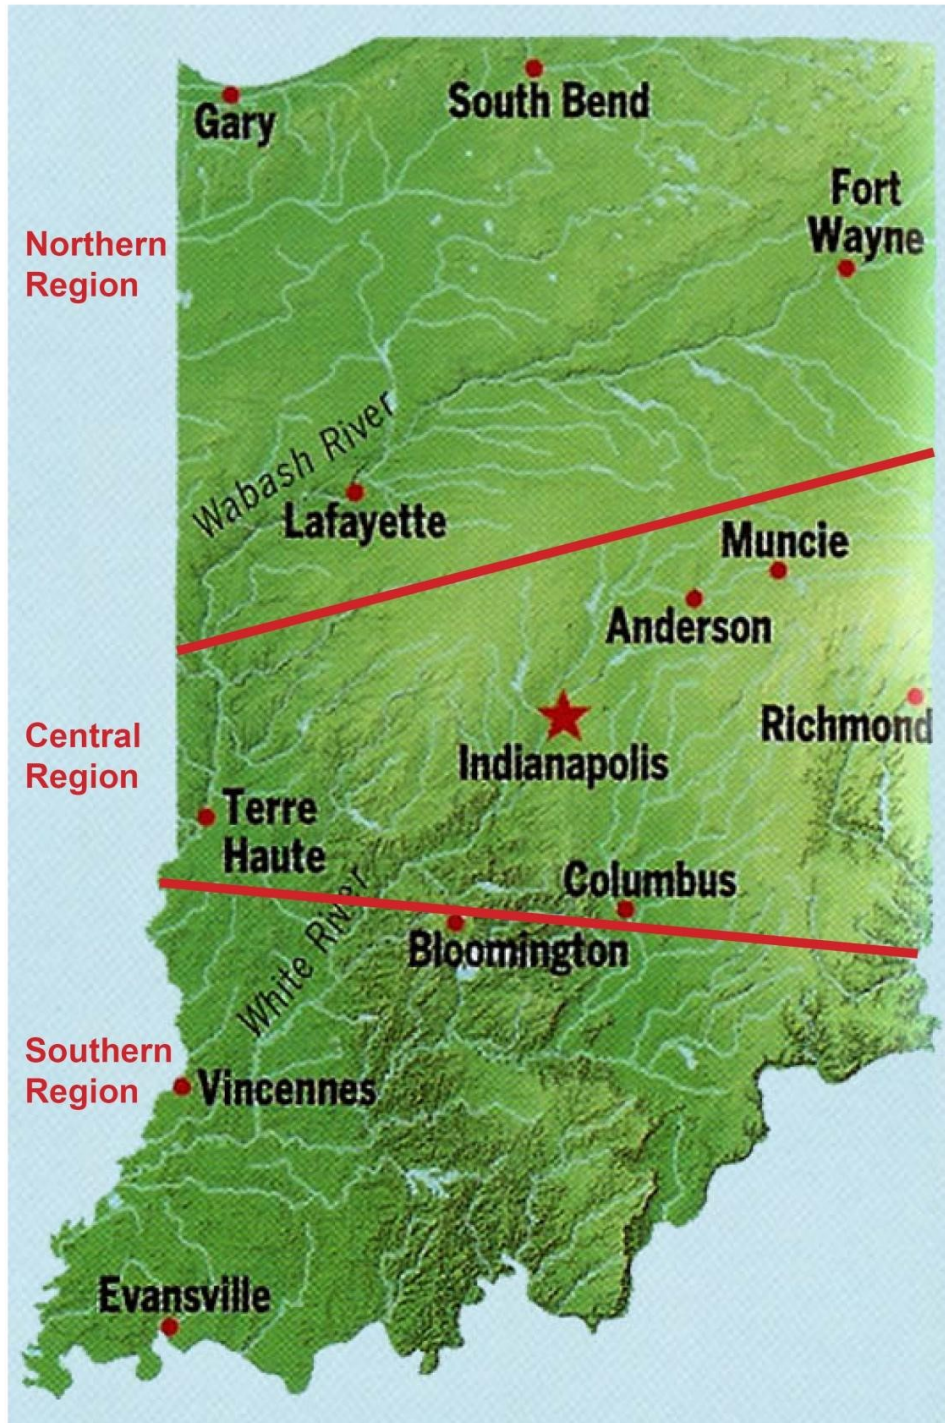 Gary
South Bend
Fort
Wayne
Northern
Region
Wabash River
Lafayette
Muncie
Anderson
Richmond
Indianapolis
Central
Region
Terre
Haute
Columbus
White River
Bloomington
Southern
Region
Vincennes
Evansville